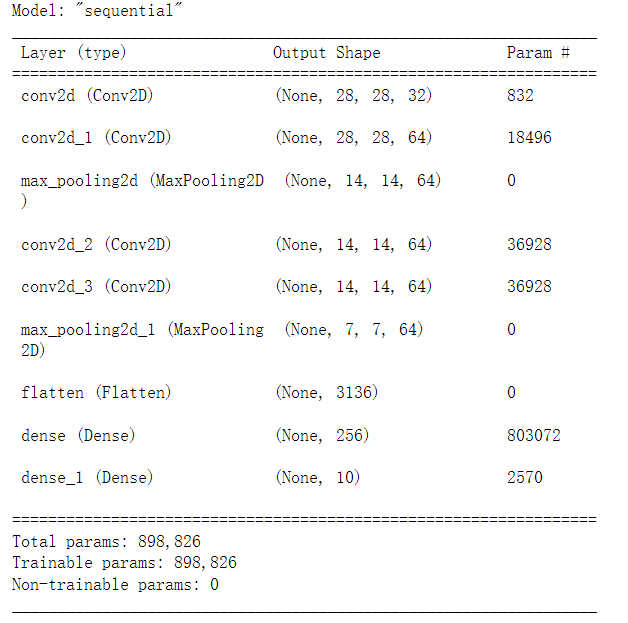 Model: "sequential"
_________________________________________________________________
Layer (type) Output Shape Param #
=================================================================
conv2d (Conv2D) (None, 28, 28, 32) 832
conv2d_1 (Conv2D) (None, 28, 28, 64) 18496
max_pooling2d (MaxPooling2D (None, 14, 14, 64) 0
)
conv2d_2 (Conv2D) (None, 14, 14, 64) 36928
conv2d_3 (Conv2D) (None, 14, 14, 64) 36928
max_pooling2d_1 (MaxPooling (None, 7, 7, 64) 0
2D)
flatten (Flatten) (None, 3136) 0
dense (Dense) (None, 256) 803072
dense_1 (Dense) (None, 10) 2570
=================================================================
Total params: 898,826
Trainable params: 898,826
Non-trainable params: 0
_________________________________________________________________